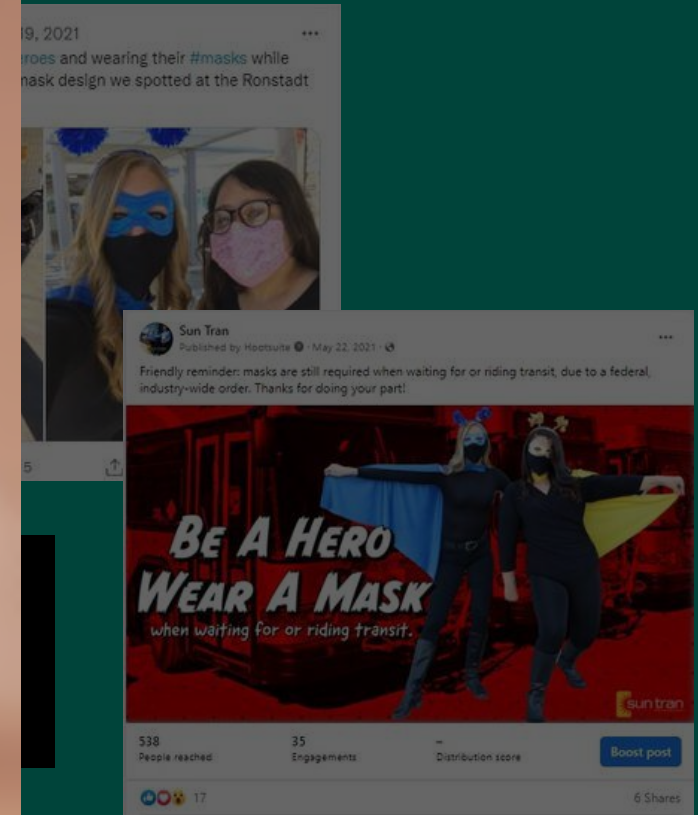 19, 2021
roes and wearing their #masks while
mask design we spotted at the Ronstadt
5
Sun Tran
Published by Hootsuite · May 22, 2021 ·
Friendly reminder: masks are still required when waiting for or riding transit, due to a federal,
industry-wide order. Thanks for doing your part!
BE A HERO
WEAR A MASK
when waiting for or riding transit.
sun tran
538
People reached
35
Engagements
–
Distribution score
Boost post
17
6 Shares